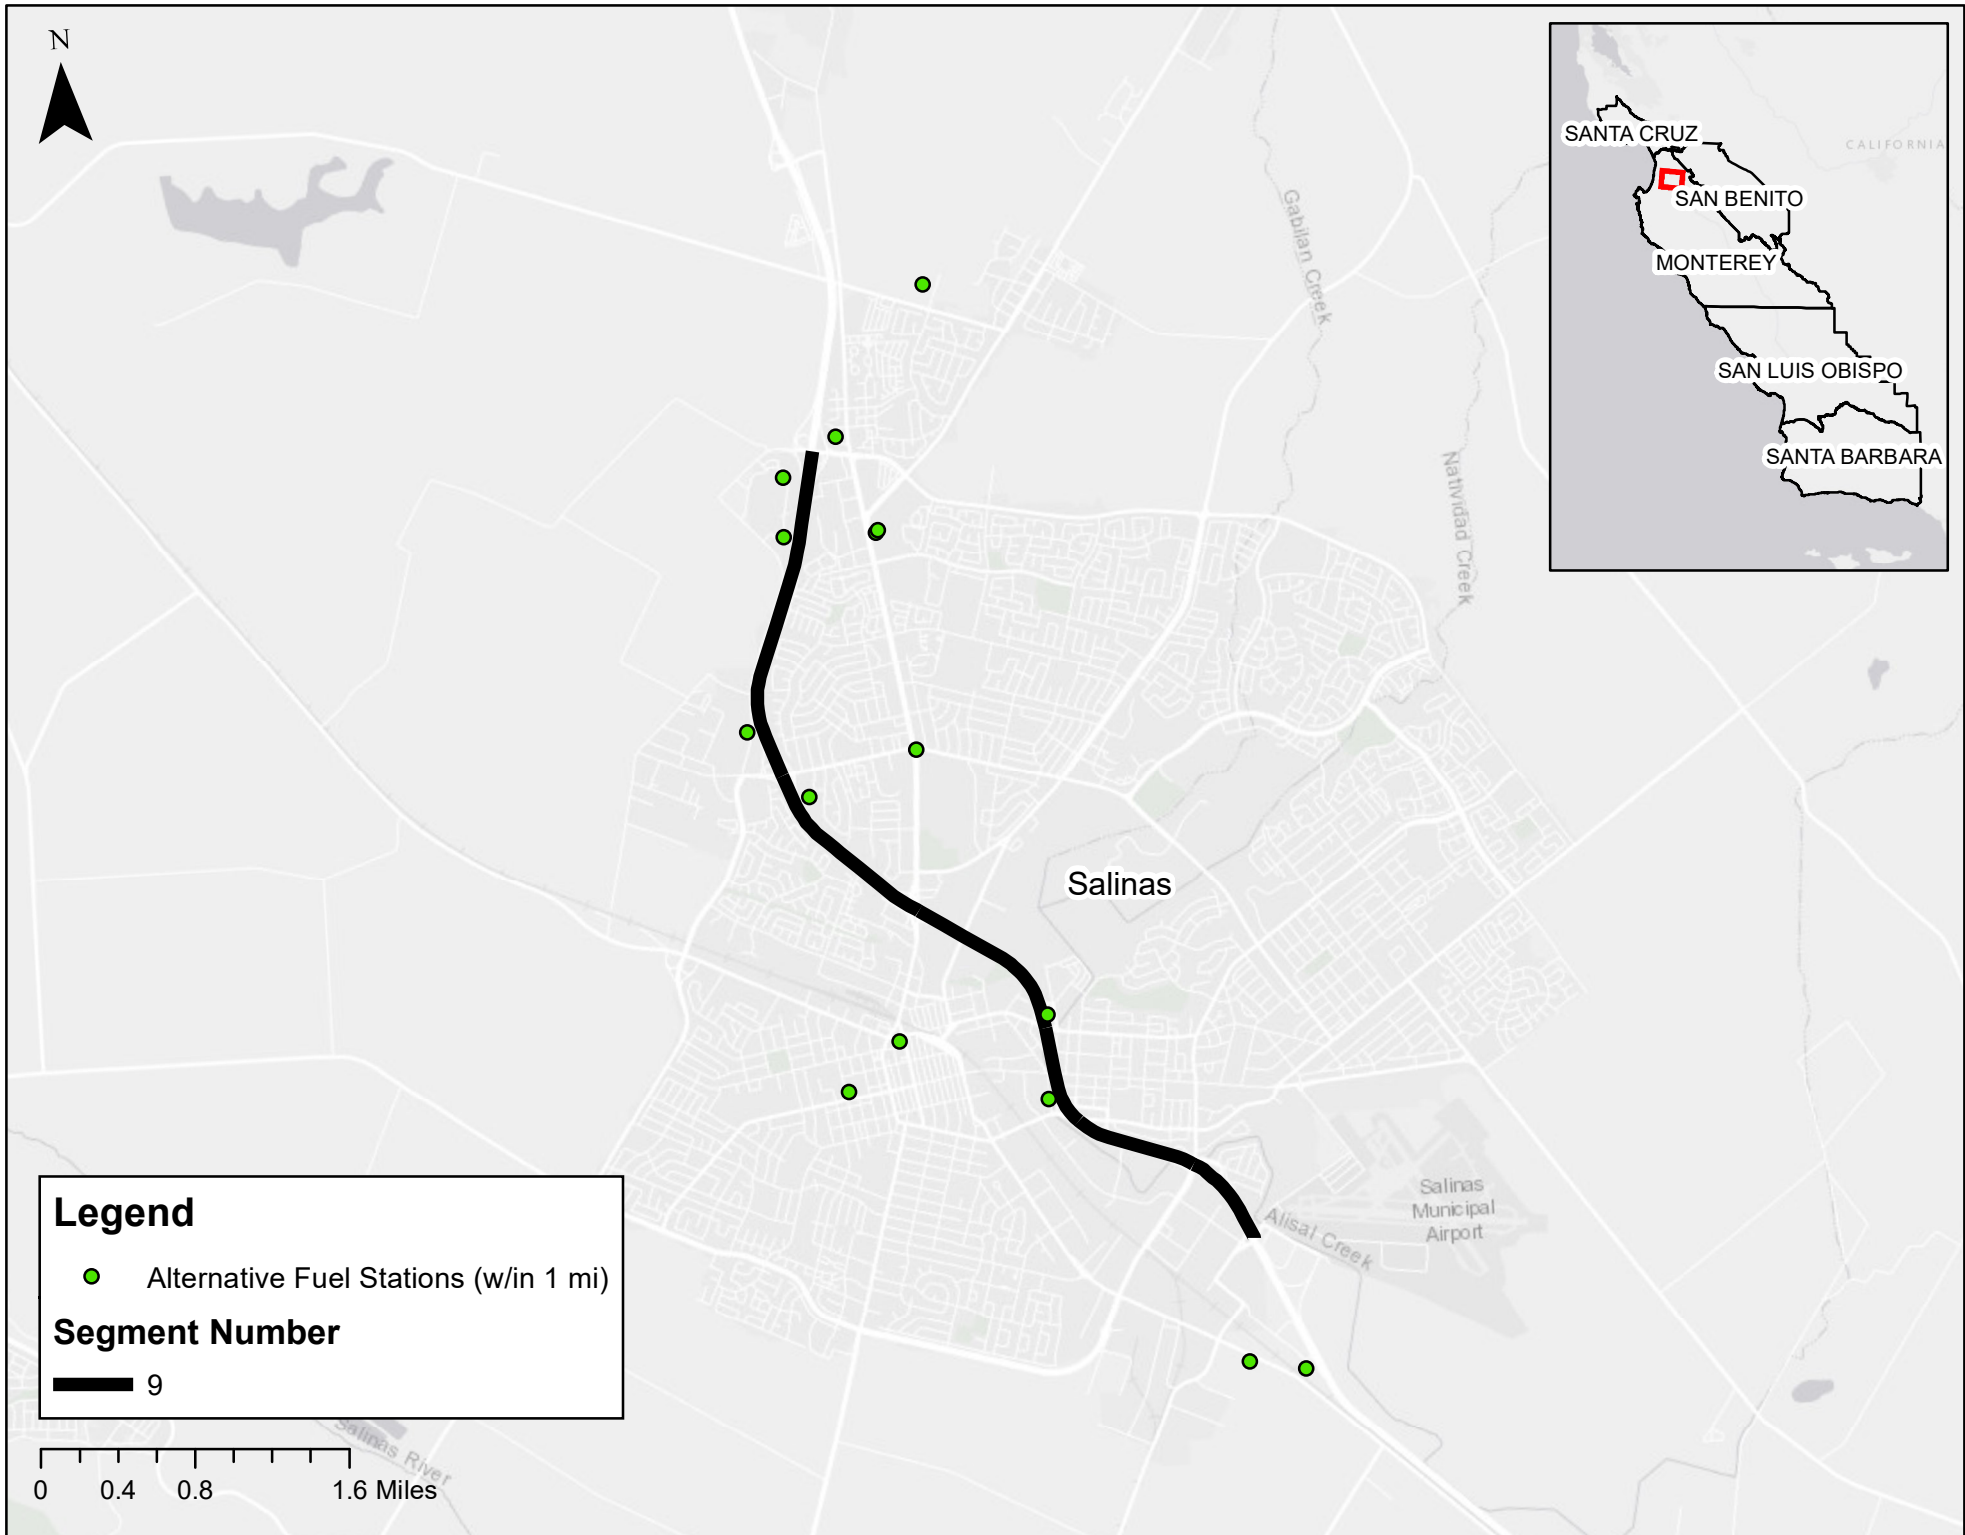 N
SANTA CRUZ
CALIFORNIA
SAN BENITO
MONTEREY
SAN LUIS OBISPO
SANTA BARBARA
Gabilan Creek
Natividad Creek
Salinas
Salinas
Municipal
Airport
Alisal Creek
Legend
Alternative Fuel Stations (w/in 1 mi)
Segment Number
9
Salinas River
0 0.4 0.8 1.6 Miles